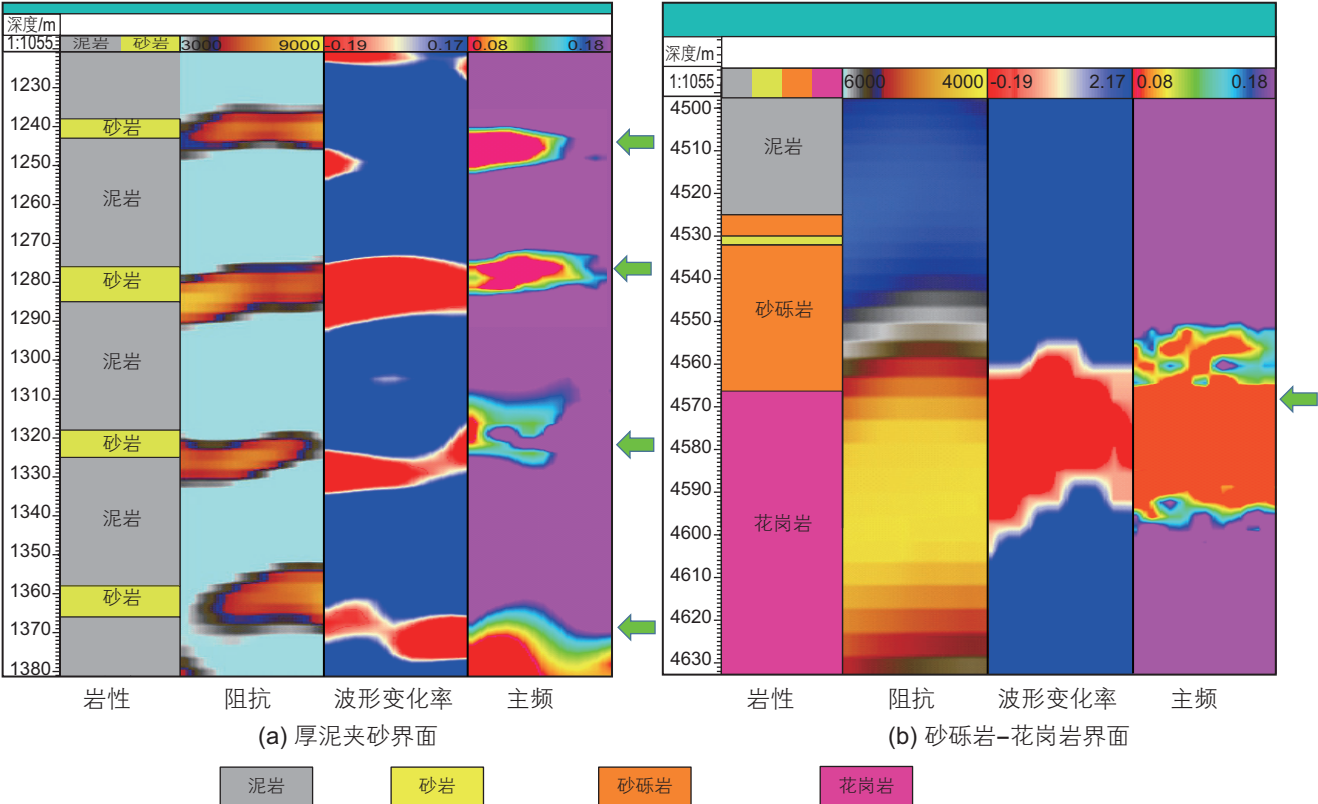 深度/m
1:1055 泥岩 砂岩 3000 9000 -0.19 0.17 0.08 0.18
1230
1240
1250
1260
1270
1280
1290
1300
1310
1320
1330
1340
1350
1360
1370
1380
砂岩
泥岩
砂岩
泥岩
砂岩
泥岩
砂岩
岩性 阻抗 波形变化率 主频
(a) 厚泥夹砂界面
深度/m
1:1055 6000 4000 -0.19 2.17 0.08 0.18
4500
4510
4520
4530
4540
4550
4560
4570
4580
4590
4600
4610
4620
4630
泥岩
砂砾岩
花岗岩
岩性 阻抗 波形变化率 主频
(b) 砂砾岩–花岗岩界面
泥岩 砂岩 砂砾岩 花岗岩